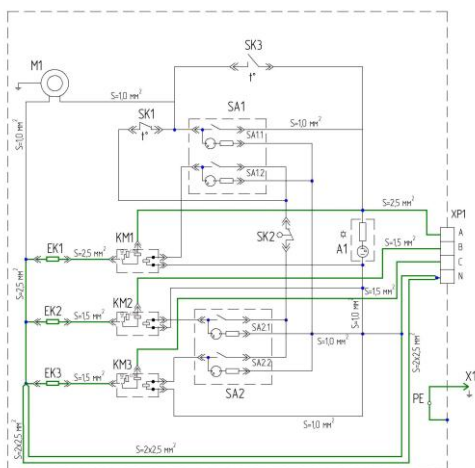 SK3
M1
t°
S=1,0 мм²
S=1,0 мм²
SA1
SK1
S=1,0 мм²
SA1.1
t°
S=1,0 мм²
SA1.2
S=2,5 мм²
XP1
A
B
C
N
KM1
SK2
A1
S=1,5 мм²
EK1
S=2,5 мм²
S=1,5 мм²
S=2,5 мм²
KM2
EK2
S=1,5 мм²
SA2.1
S=1,0 мм²
S=1,0 мм²
KM3
SA2.2
EK3
S=1,5 мм²
S=2x2,5 мм²
SA2
X1
PE
S=1,0 мм²
S=2x2,5 мм²
S=2x2,5 мм²